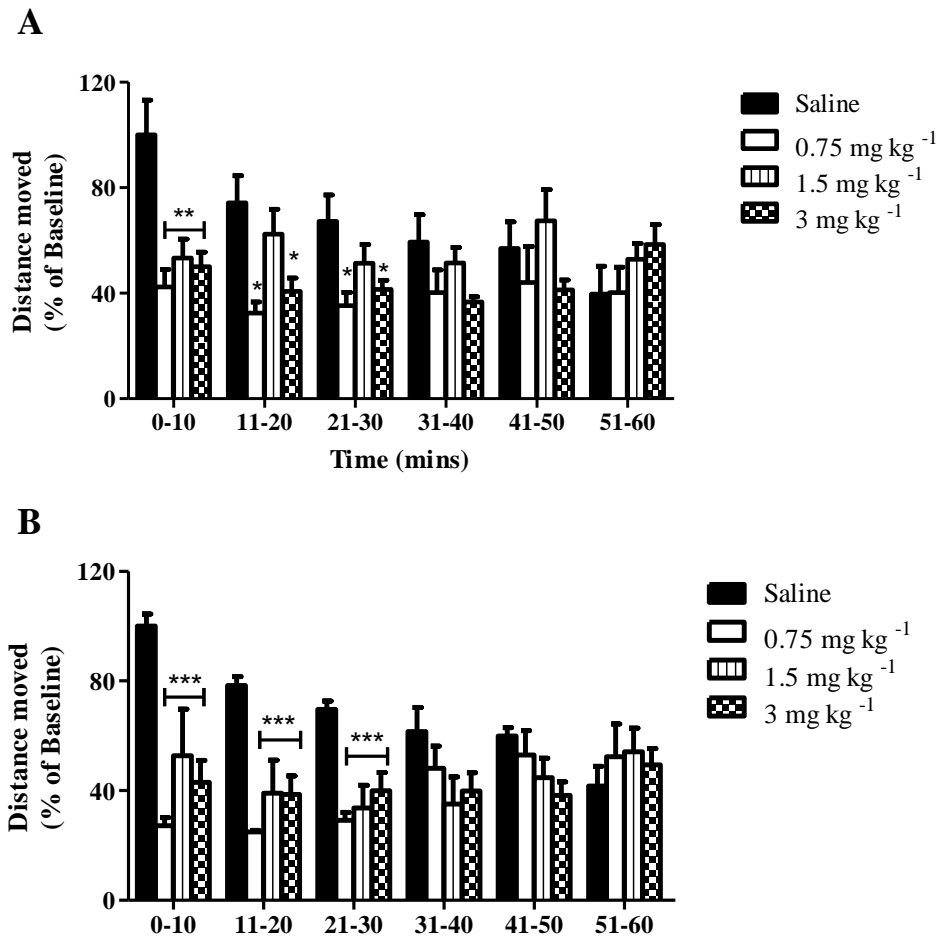 A
120
80
40
0
Distance moved
(% of Baseline)
**
*
*
*
*
0-10 11-20 21-30 31-40 41-50 51-60
Time (mins)
Saline
0.75 mg kg -1
1.5 mg kg -1
3 mg kg -1
B
120
80
40
0
Distance moved
(% of Baseline)
***
***
***
0-10 11-20 21-30 31-40 41-50 51-60
Saline
0.75 mg kg -1
1.5 mg kg -1
3 mg kg -1